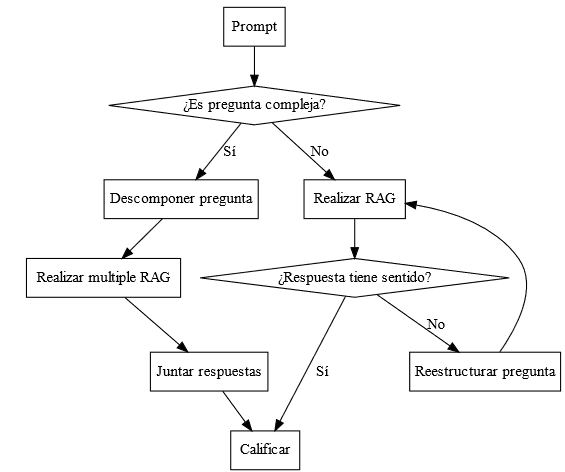 Prompt
¿Es pregunta compleja?
Sí
No
Descomponer pregunta
Realizar RAG
Realizar multiple RAG
¿Respuesta tiene sentido?
No
Juntar respuestas
Sí
Reestructurar pregunta
Calificar